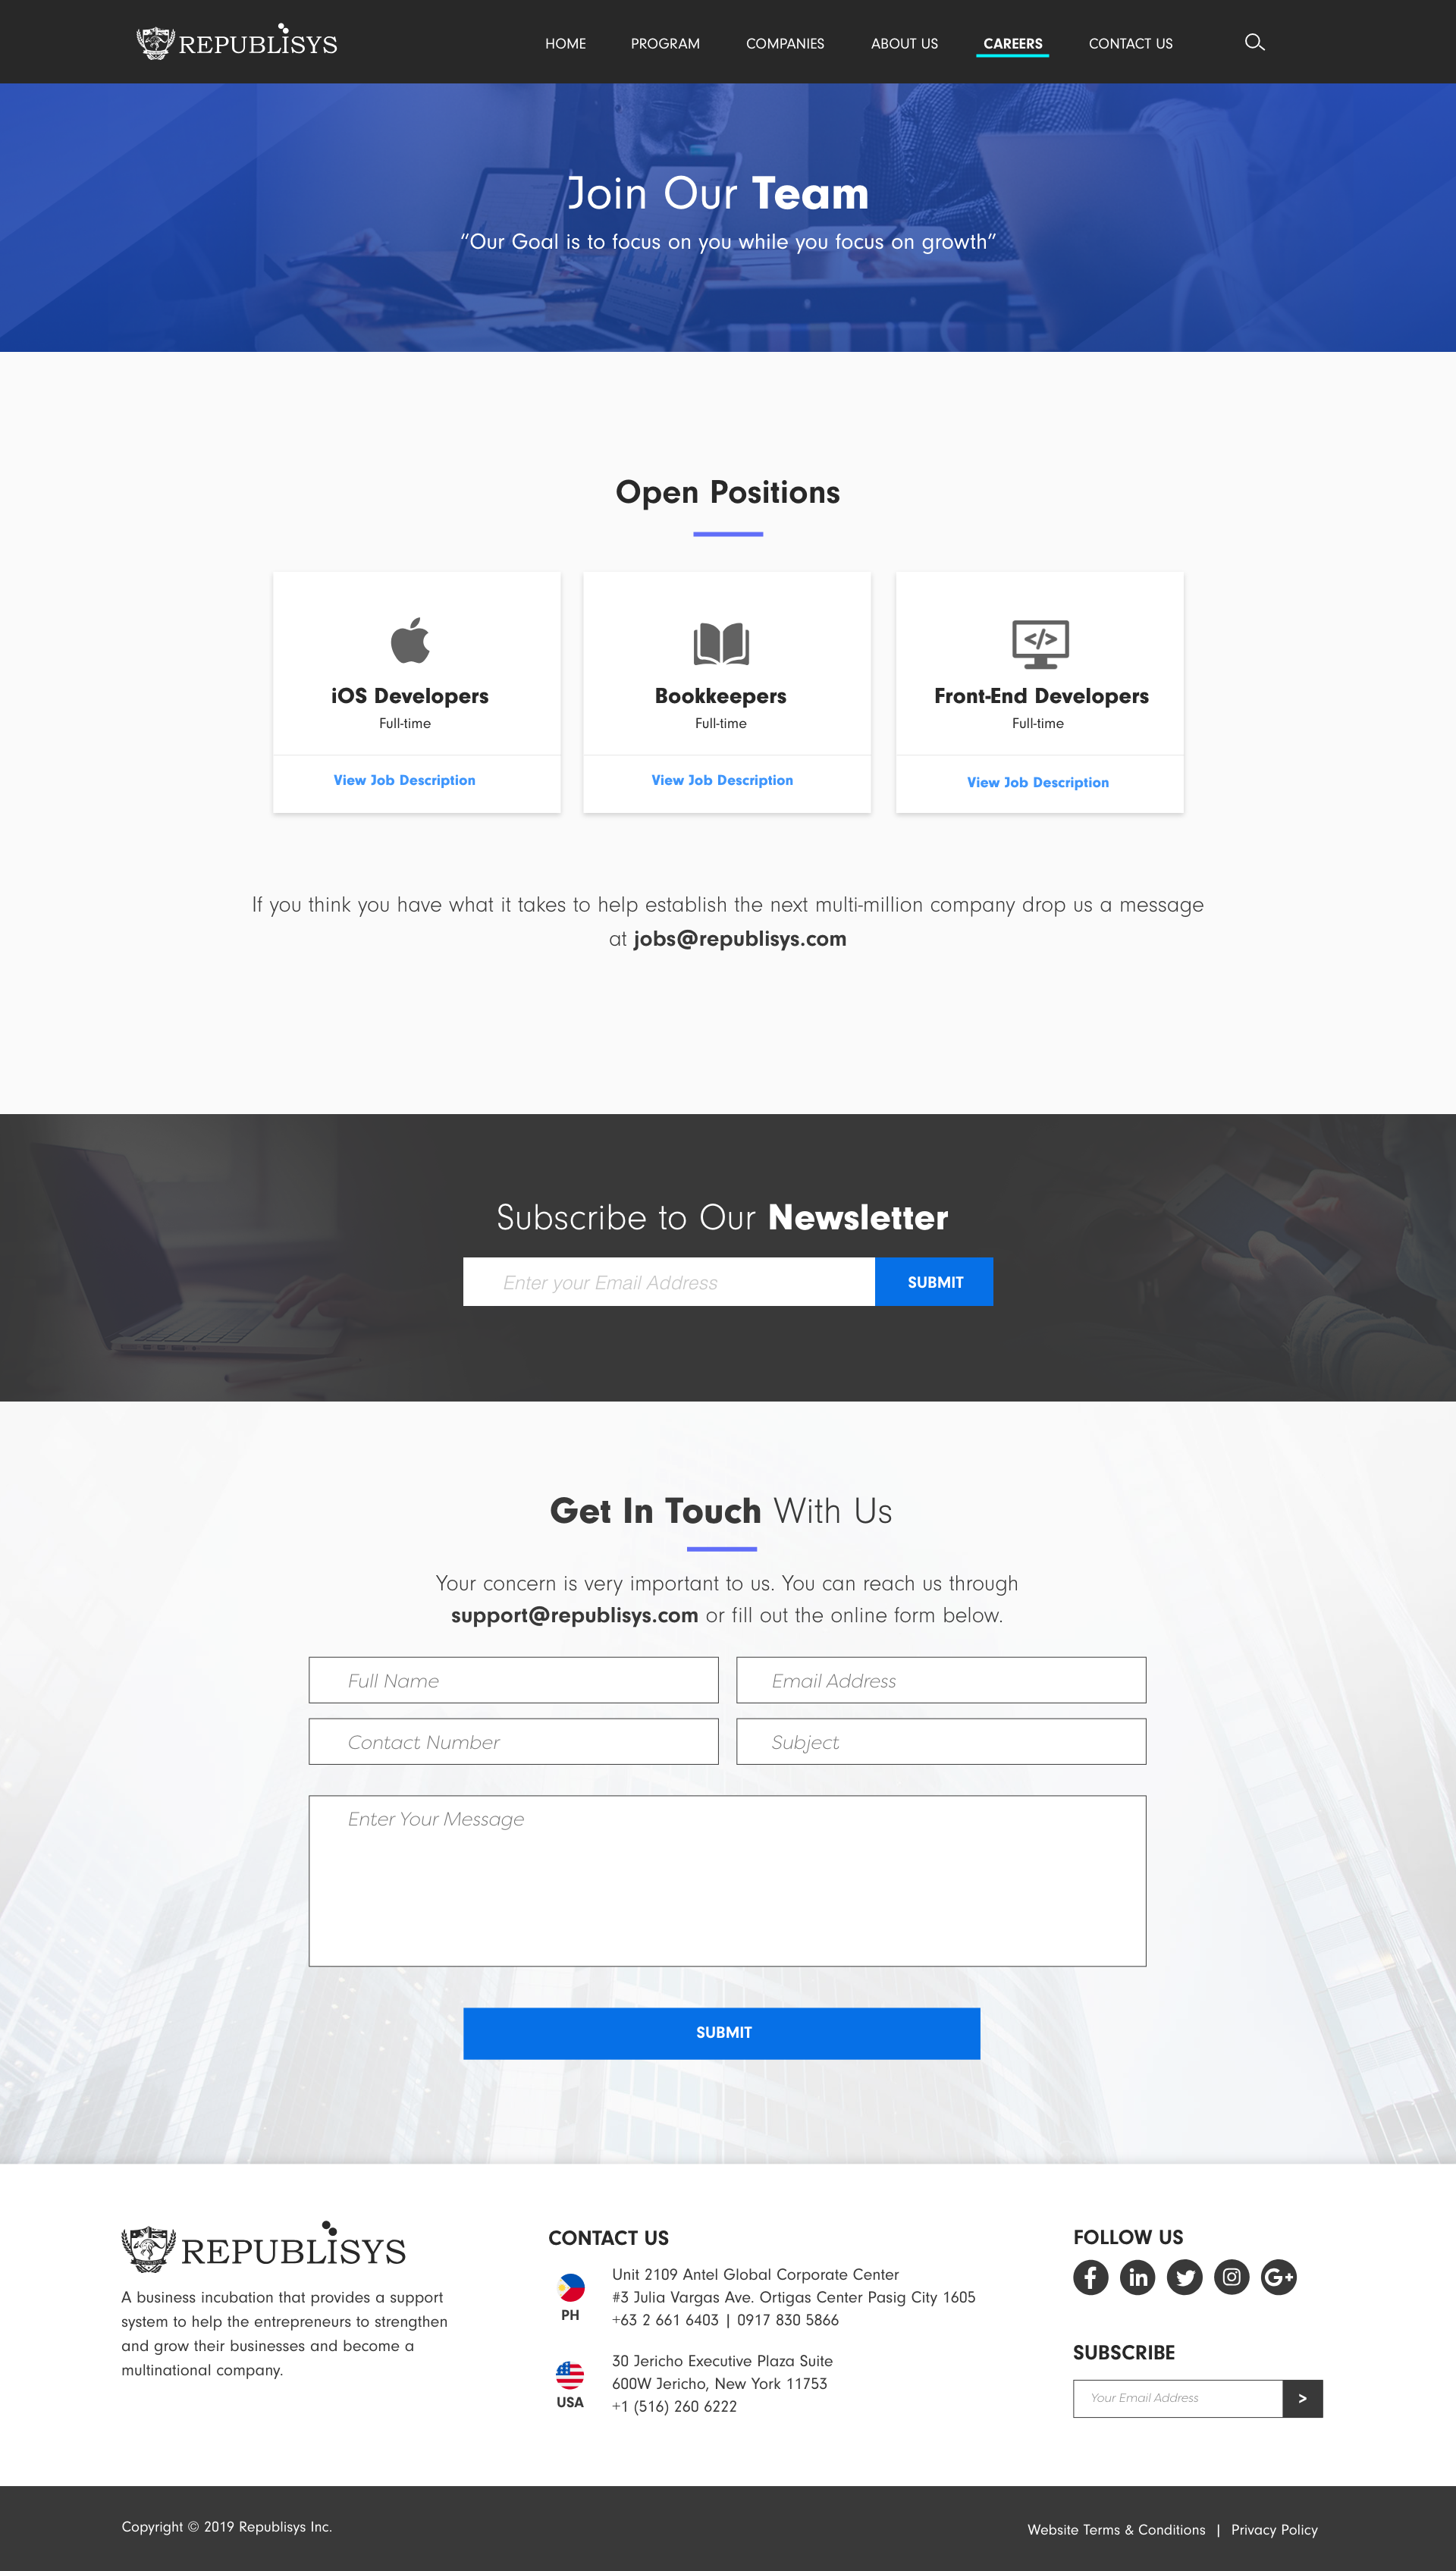 REPUBLISYS
HOME PROGRAM COMPANIES ABOUT US CAREERS CONTACT US
Join Our Team
“Our Goal is to focus on you while you focus on growth”
Open Positions
iOS Developers
Full-time
View Job Description
Bookkeepers
Full-time
View Job Description
Front-End Developers
Full-time
View Job Description
If you think you have what it takes to help establish the next multi-million company drop us a message
at jobs@republisys.com
Subscribe to Our Newsletter
Enter your Email Address
SUBMIT
Get In Touch With Us
Your concern is very important to us. You can reach us through
support@republisys.com or fill out the online form below.
Full Name
Email Address
Contact Number
Subject
Enter Your Message
SUBMIT
REPUBLISYS
A business incubation that provides a support
system to help the entrepreneurs to strengthen
and grow their businesses and become a
multinational company.
CONTACT US
PH
Unit 2109 Antel Global Corporate Center
#3 Julia Vargas Ave. Ortigas Center Pasig City 1605
+63 2 661 6403 | 0917 830 5866
USA
30 Jericho Executive Plaza Suite
600W Jericho, New York 11753
+1 (516) 260 6222
FOLLOW US
f in G+
SUBSCRIBE
Your Email Address
>
Copyright © 2019 Republisys Inc.
Website Terms & Conditions | Privacy Policy